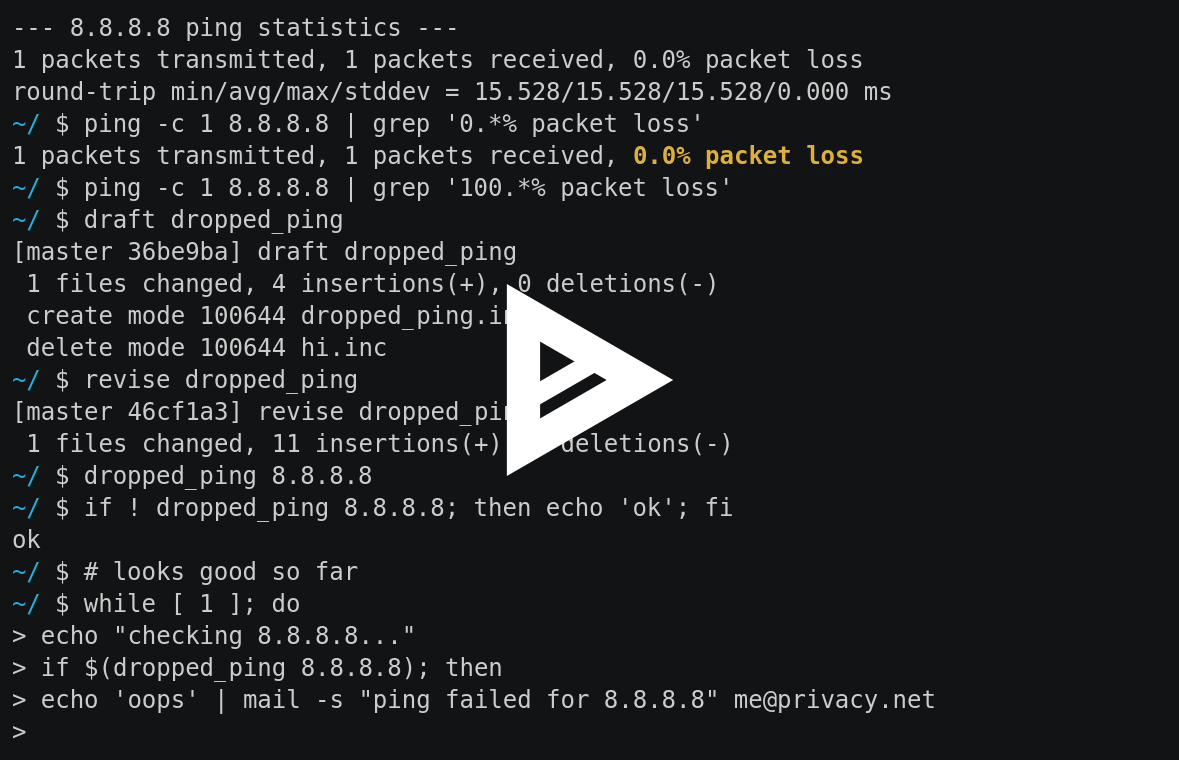 --- 8.8.8.8 ping statistics ---
1 packets transmitted, 1 packets received, 0.0% packet loss
round-trip min/avg/max/stddev = 15.528/15.528/15.528/0.000 ms
~/ $ ping -c 1 8.8.8.8 | grep '0.*% packet loss'
1 packets transmitted, 1 packets received, 0.0% packet loss
~/ $ ping -c 1 8.8.8.8 | grep '100.*% packet loss'
~/ $ draft dropped_ping
[master 36be9ba] draft dropped_ping
 1 files changed, 4 insertions(+), 0 deletions(-)
 create mode 100644
 delete mode 100644 hi.inc
~/ $ revise dropped_ping
[master 46cf1a3] revise
 1 files changed, 11 insertions(+) deletions(-)
~/ $ dropped_ping 8.8.8.8
~/ $ if ! dropped_ping 8.8.8.8; then echo 'ok'; fi
ok
~/ $ # looks good so far
~/ $ while [ 1 ]; do
> echo "checking 8.8.8.8..."
> if $(dropped_ping 8.8.8.8); then
> echo 'oops' | mail -s "ping failed for 8.8.8.8" me@privacy.net
>